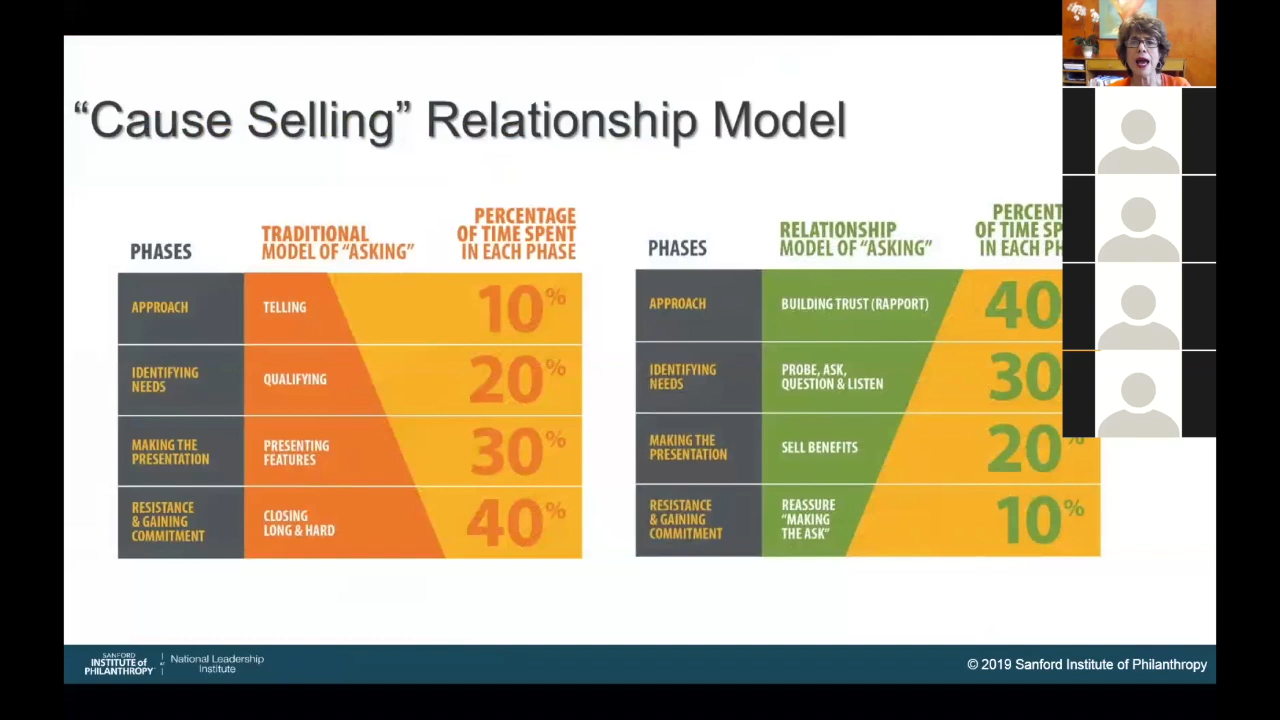 “Cause Selling” Relationship Model
PHASES
TRADITIONAL
MODEL OF “ASKING”
PERCENTAGE
OF TIME SPENT
IN EACH PHASE
APPROACH
TELLING
10%
IDENTIFYING
NEEDS
QUALIFYING
20%
MAKING THE
PRESENTATION
PRESENTING
FEATURES
30%
RESISTANCE
& GAINING
COMMITMENT
CLOSING
LONG & HARD
40%
PHASES
RELATIONSHIP
MODEL OF “ASKING”
PERCENT
OF TIME SP
IN EACH PH
APPROACH
BUILDING TRUST (RAPPORT)
40
IDENTIFYING
NEEDS
PROBE, ASK,
QUESTION & LISTEN
30
MAKING THE
PRESENTATION
SELL BENEFITS
20%
RESISTANCE
& GAINING
COMMITMENT
REASSURE
“MAKING
THE ASK”
10%
SANFORD
INSTITUTE of
PHILANTHROPY
AT
National Leadership
Institute
© 2019 Sanford Institute of Philanthropy